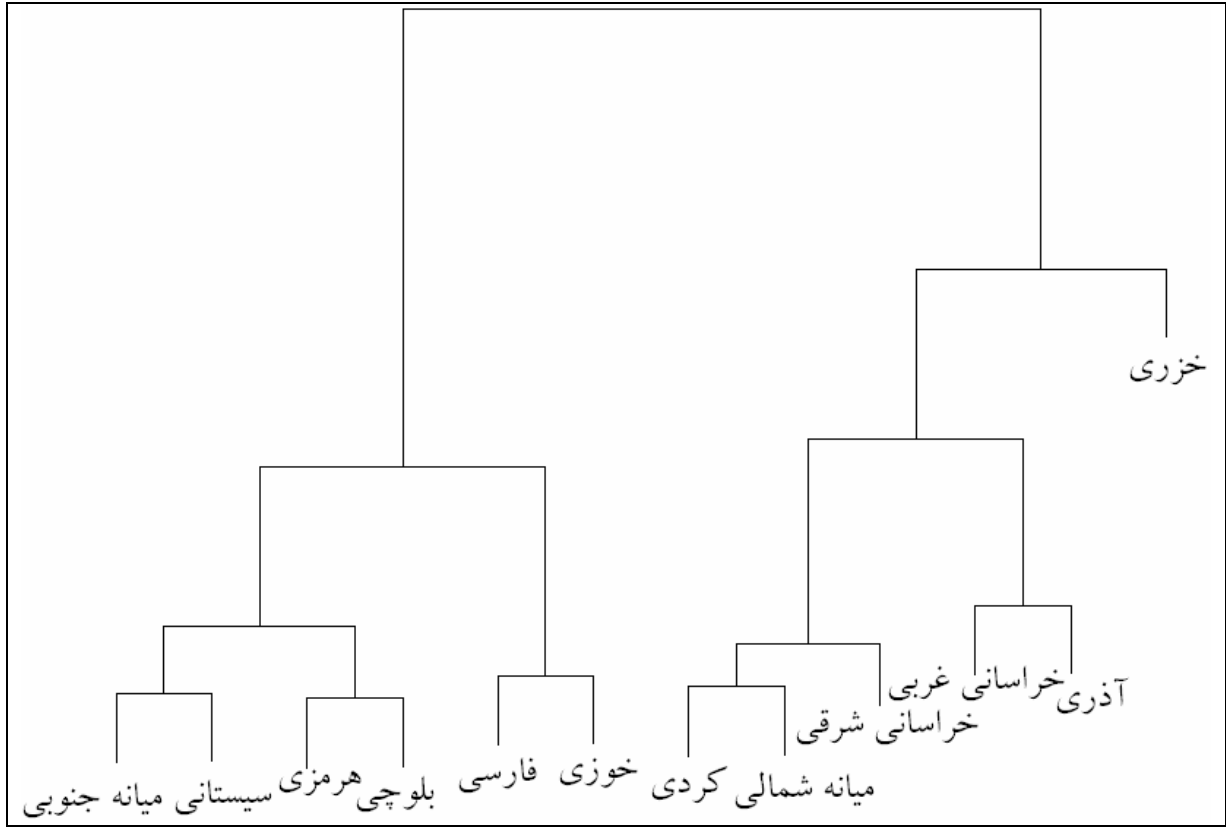 خزری
آذری
خراسانی غربی
خراسانی شرقی
میانه شمالی
کردی
خوزی
فارسی
بلوچی
هرمزی
سیستانی
میانه جنوبی